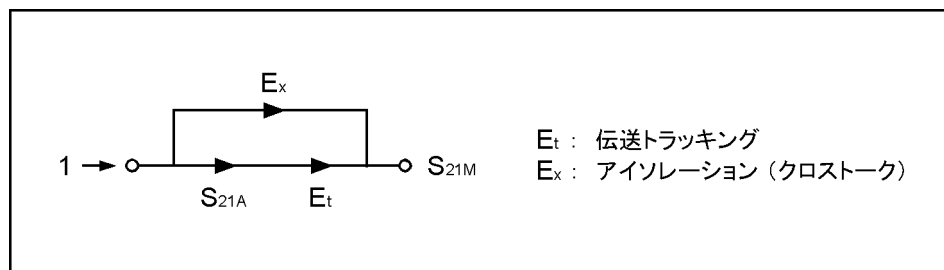 Ex
1
S21A
Et
S21M
Et : 伝送トラッキング
Ex : アイソレーション (クロストーク)